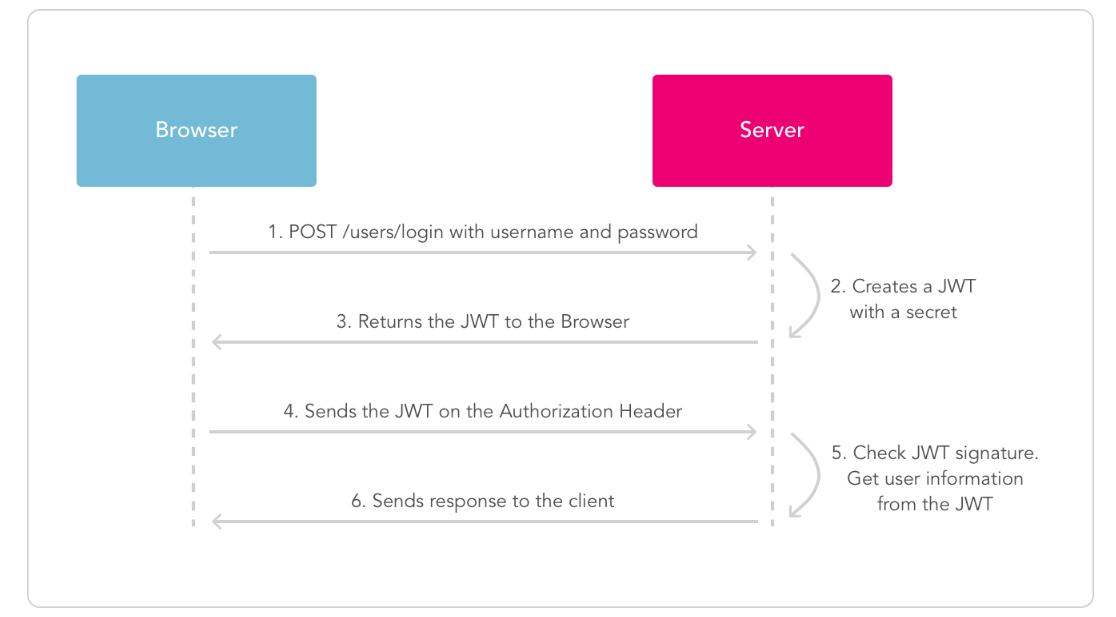 Browser
Server
1. POST /users/login with username and password
2. Creates a JWT
with a secret
3. Returns the JWT to the Browser
4. Sends the JWT on the Authorization Header
5. Check JWT signature.
Get user information
from the JWT
6. Sends response to the client